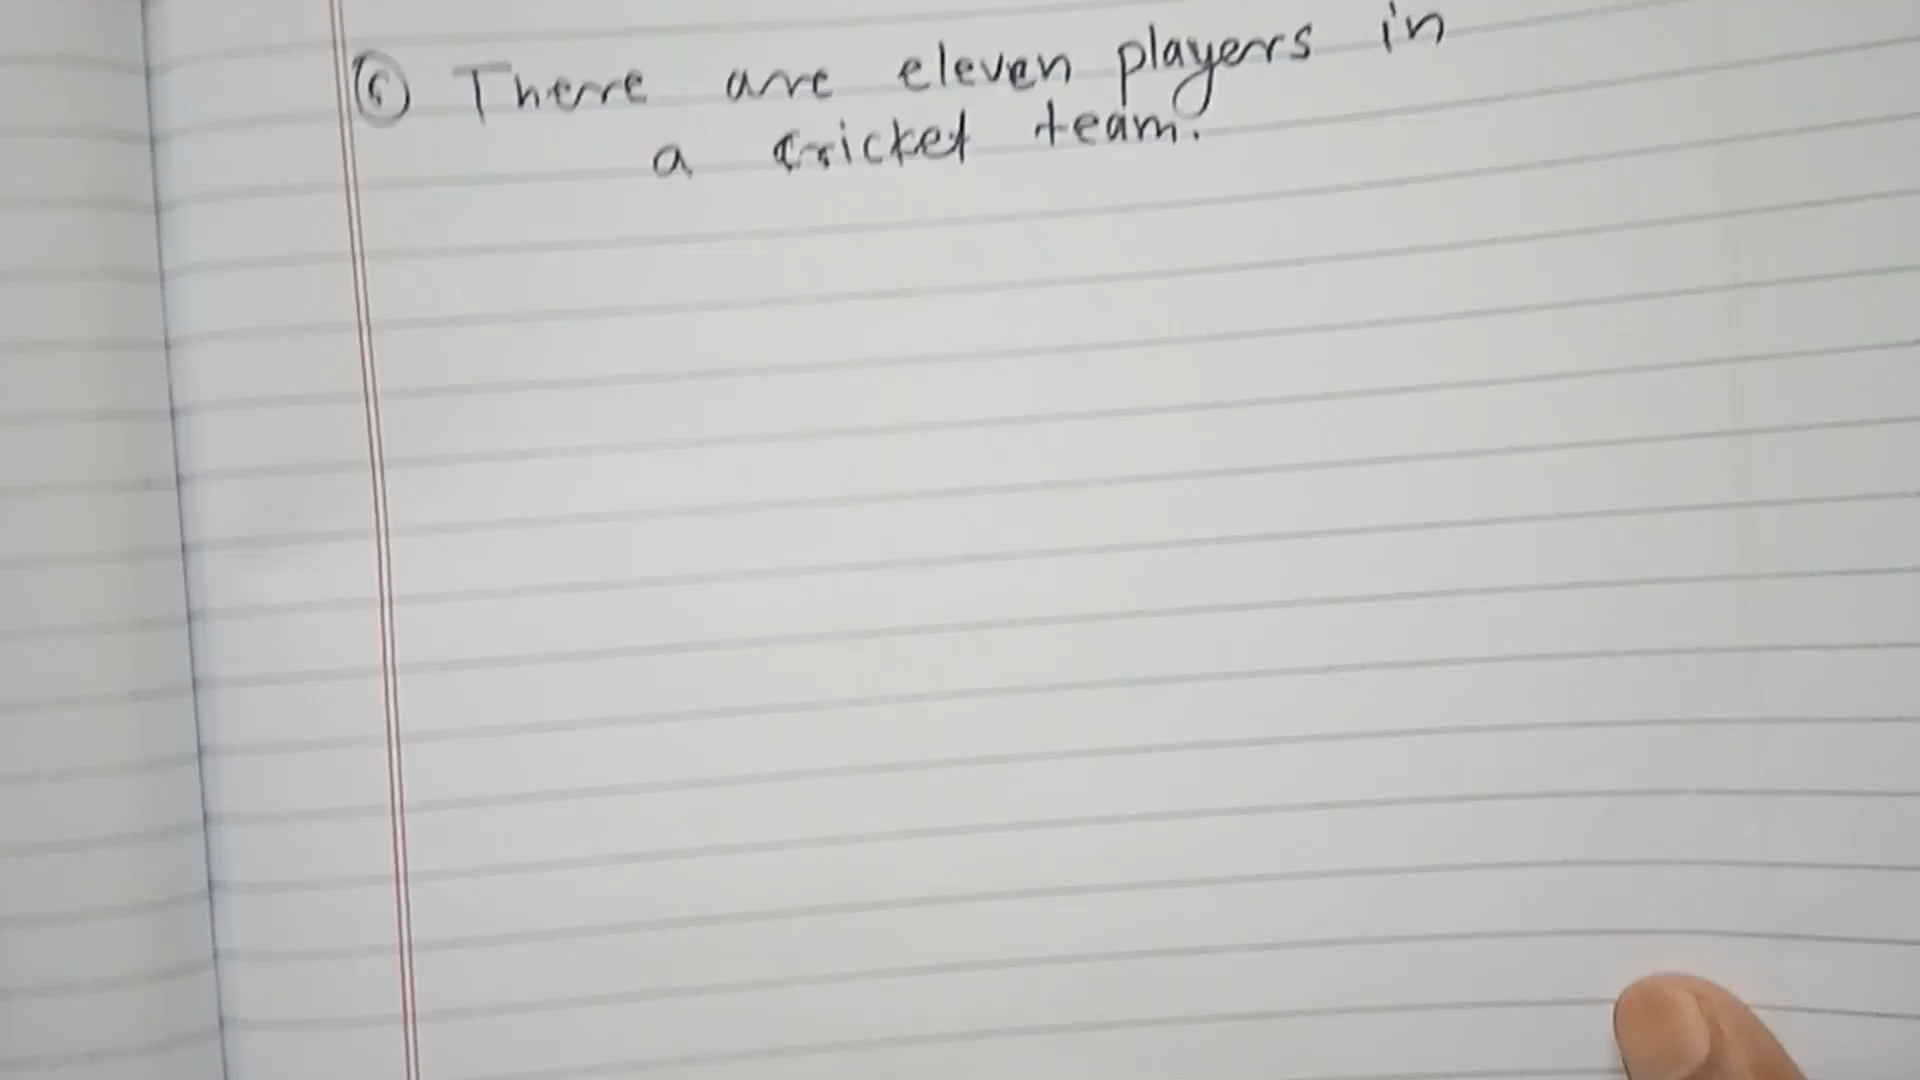 ⑥ There are eleven players in
a cricket team.